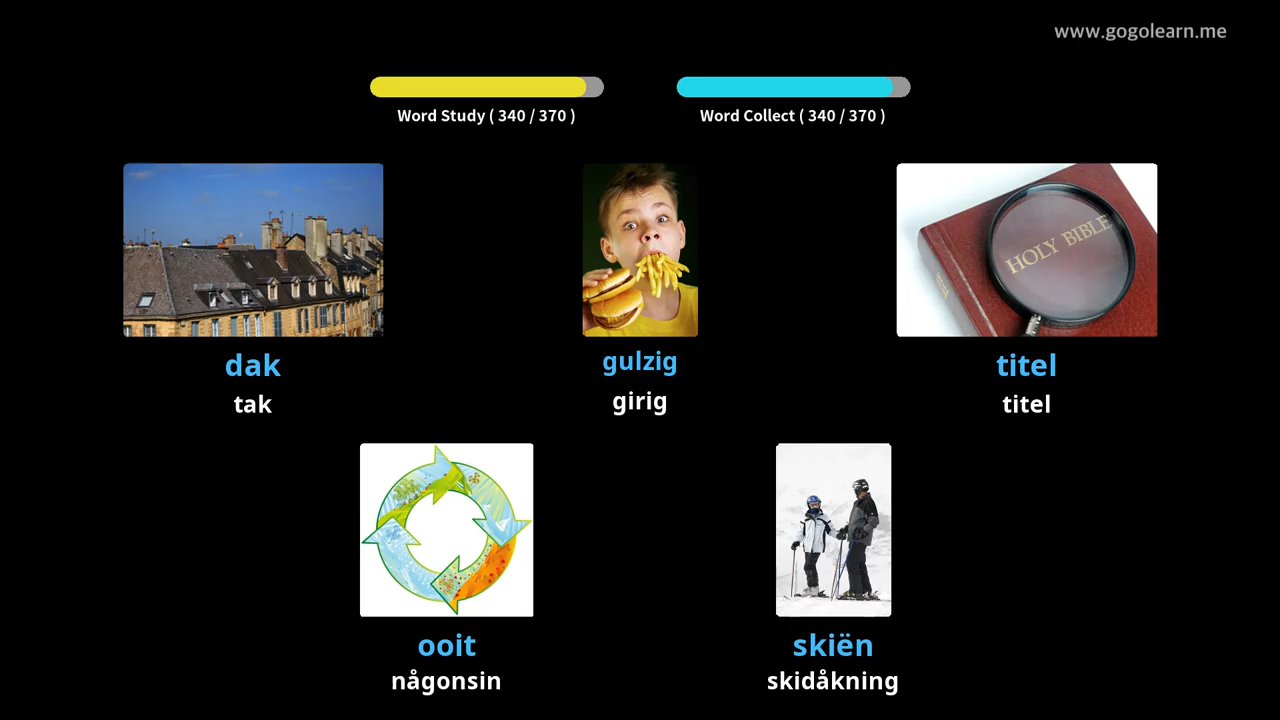 www.gogolearn.me
Word Study ( 340 / 370 )
Word Collect ( 340 / 370 )
HOLY BIBLE
dak
tak
gulzig
girig
titel
titel
ooit
någonsin
skiën
skidåkning